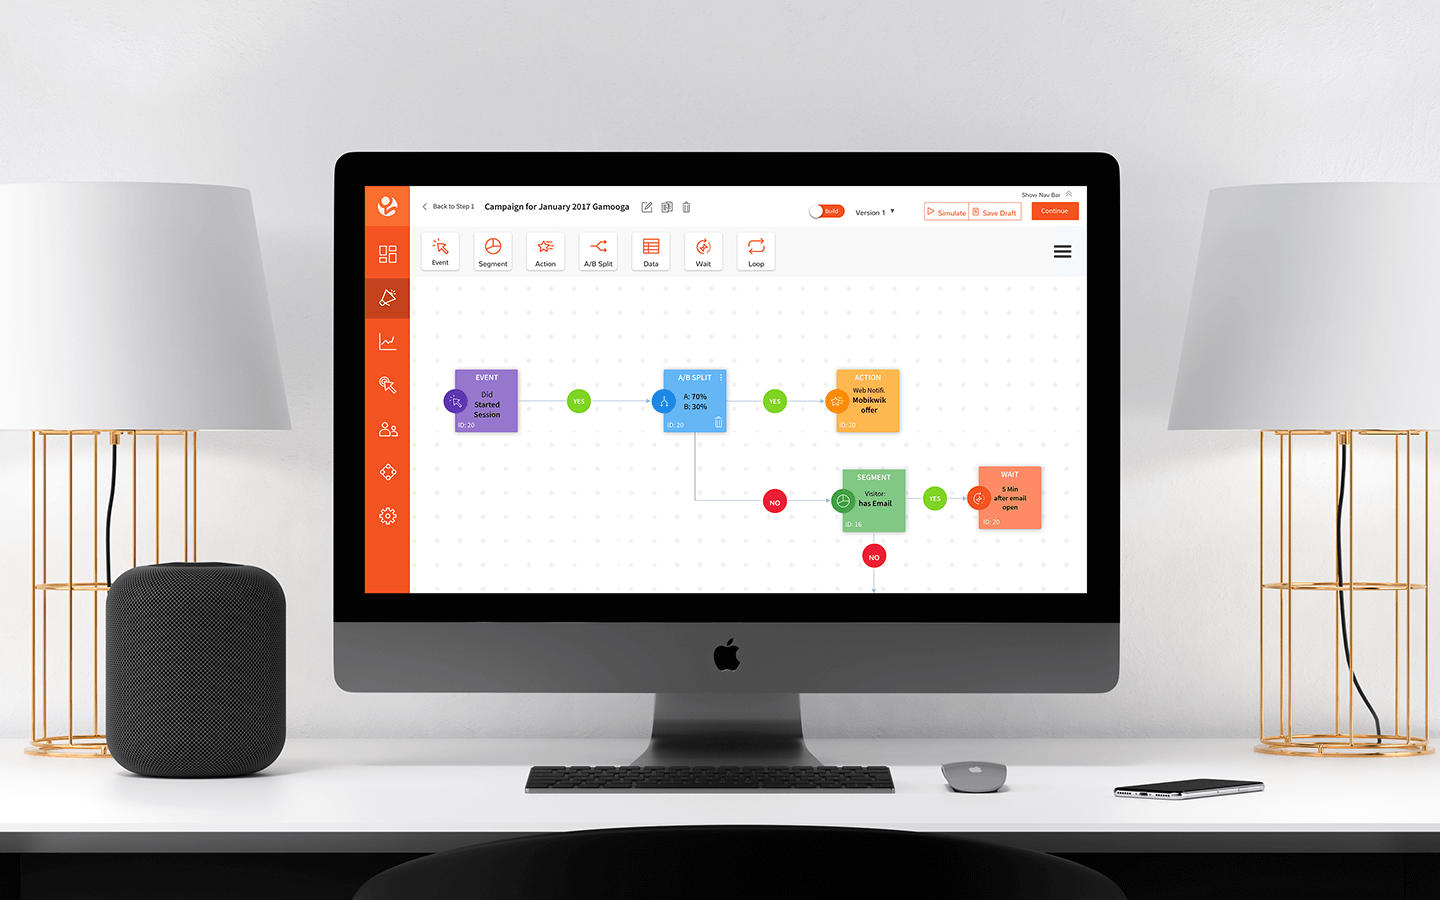 Show Nav Bar
Back to Step 1
Campaign for January 2017 Gamooga
Build
Version 1
Simulate
Save Draft
Continue
Event
Segment
Action
A/B Split
Data
Wait
Loop
EVENT
Did
Started
Session
ID: 20
YES
A/B SPLIT
A: 70%
B: 30%
ID: 20
YES
ACTION
Web Notifi.
Mobikwik
offer
ID: 20
NO
SEGMENT
Visitor:
has Email
ID: 16
YES
WAIT
5 Min
after email
open
ID: 20
NO